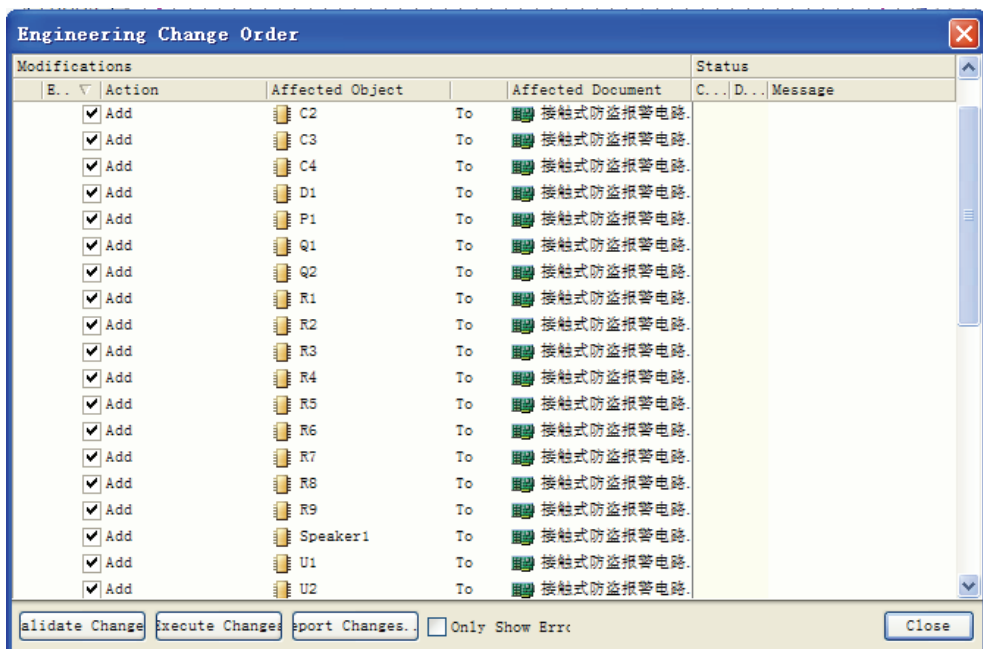 Engineering Change Order
Modifications Status
E.. Action Affected Object Affected Document C... D... Message
Add C2 To 接触式防盗报警电路.
Add C3 To 接触式防盗报警电路.
Add C4 To 接触式防盗报警电路.
Add D1 To 接触式防盗报警电路.
Add P1 To 接触式防盗报警电路.
Add Q1 To 接触式防盗报警电路.
Add Q2 To 接触式防盗报警电路.
Add R1 To 接触式防盗报警电路.
Add R2 To 接触式防盗报警电路.
Add R3 To 接触式防盗报警电路.
Add R4 To 接触式防盗报警电路.
Add R5 To 接触式防盗报警电路.
Add R6 To 接触式防盗报警电路.
Add R7 To 接触式防盗报警电路.
Add R8 To 接触式防盗报警电路.
Add R9 To 接触式防盗报警电路.
Add Speaker1 To 接触式防盗报警电路.
Add U1 To 接触式防盗报警电路.
Add U2 To 接触式防盗报警电路.
alidate Change Execute Changes eport Changes.. Only Show Erro Close